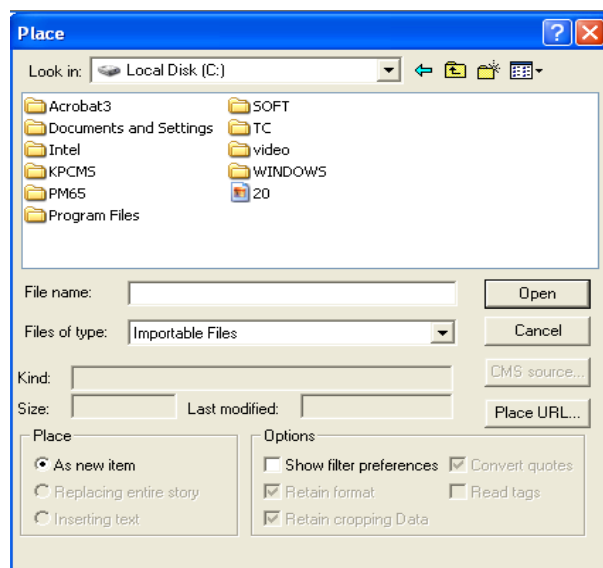 Place
Look in: Local Disk (C:)
Acrobat3
Documents and Settings
Intel
KPCMS
PM65
Program Files
SOFT
TC
video
WINDOWS
20
File name:
Open
Files of type: Importable Files
Cancel
Kind:
CMS source...
Size: Last modified:
Place URL...
Place
As new item
Replacing entire story
Inserting text
Options
Show filter preferences Convert quotes
Retain format Read tags
Retain cropping Data